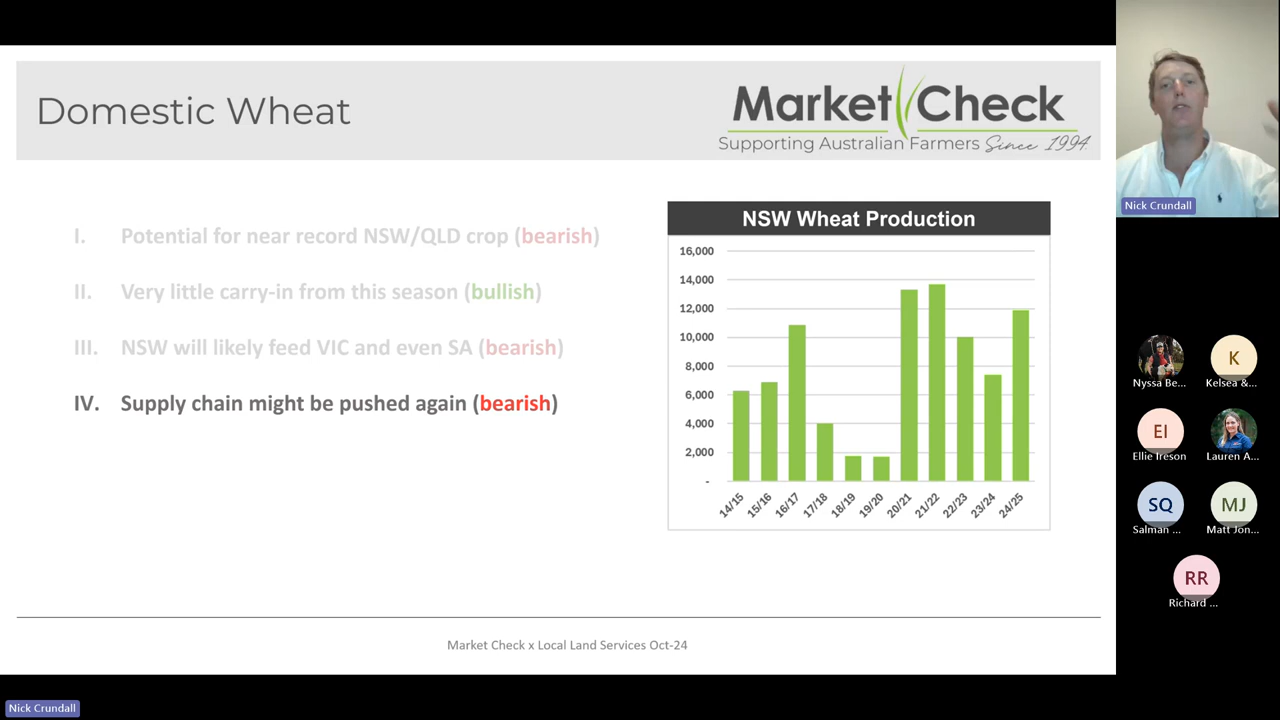 Domestic Wheat
Market Check
Supporting Australian Farmers Since 1994
I. Potential for near record NSW/QLD crop (bearish)
II. Very little carry-in from this season (bullish)
III. NSW will likely feed VIC and even SA (bearish)
IV. Supply chain might be pushed again (bearish)
NSW Wheat Production
16,000
14,000
12,000
10,000
8,000
6,000
4,000
2,000
-
14/15 15/16 16/17 17/18 18/19 19/20 20/21 21/22 22/23 23/24 24/25
Market Check x Local Land Services Oct-24
Nick Crundall
Nyssa Be...
K
Kelsea &...
EI
Ellie Ireson
Lauren A...
SQ
Salman ...
MJ
Matt Jon...
RR
Richard ...
Nick Crundall